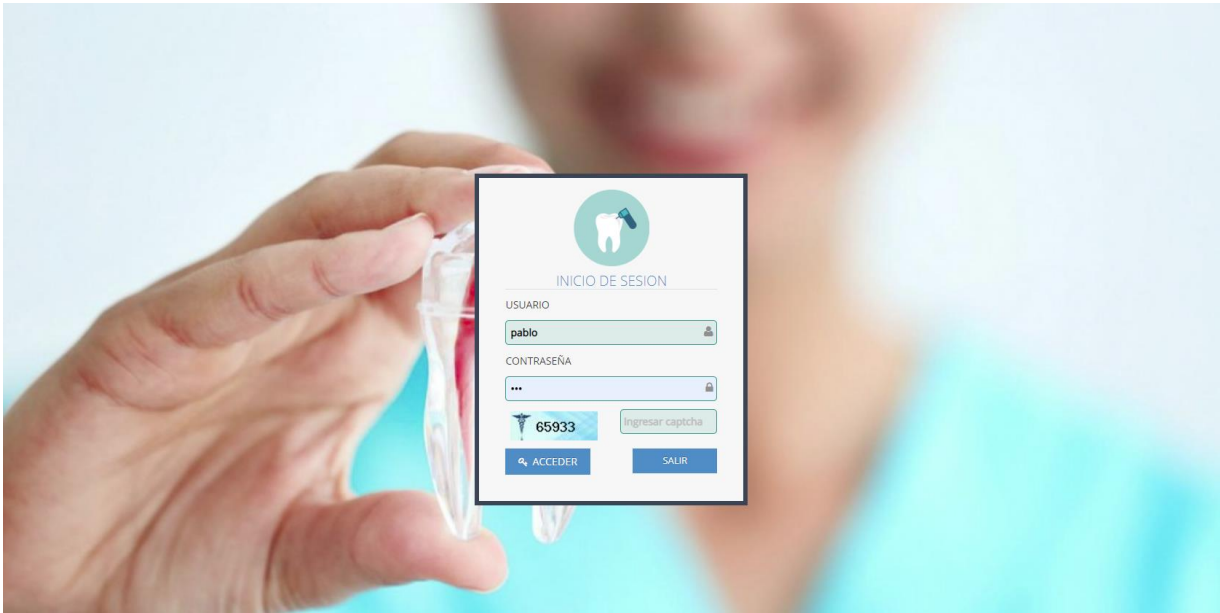 INICIO DE SESION
USUARIO
pablo
CONTRASEÑA
•••
65933 Ingresar captcha
ACCEDER SALIR